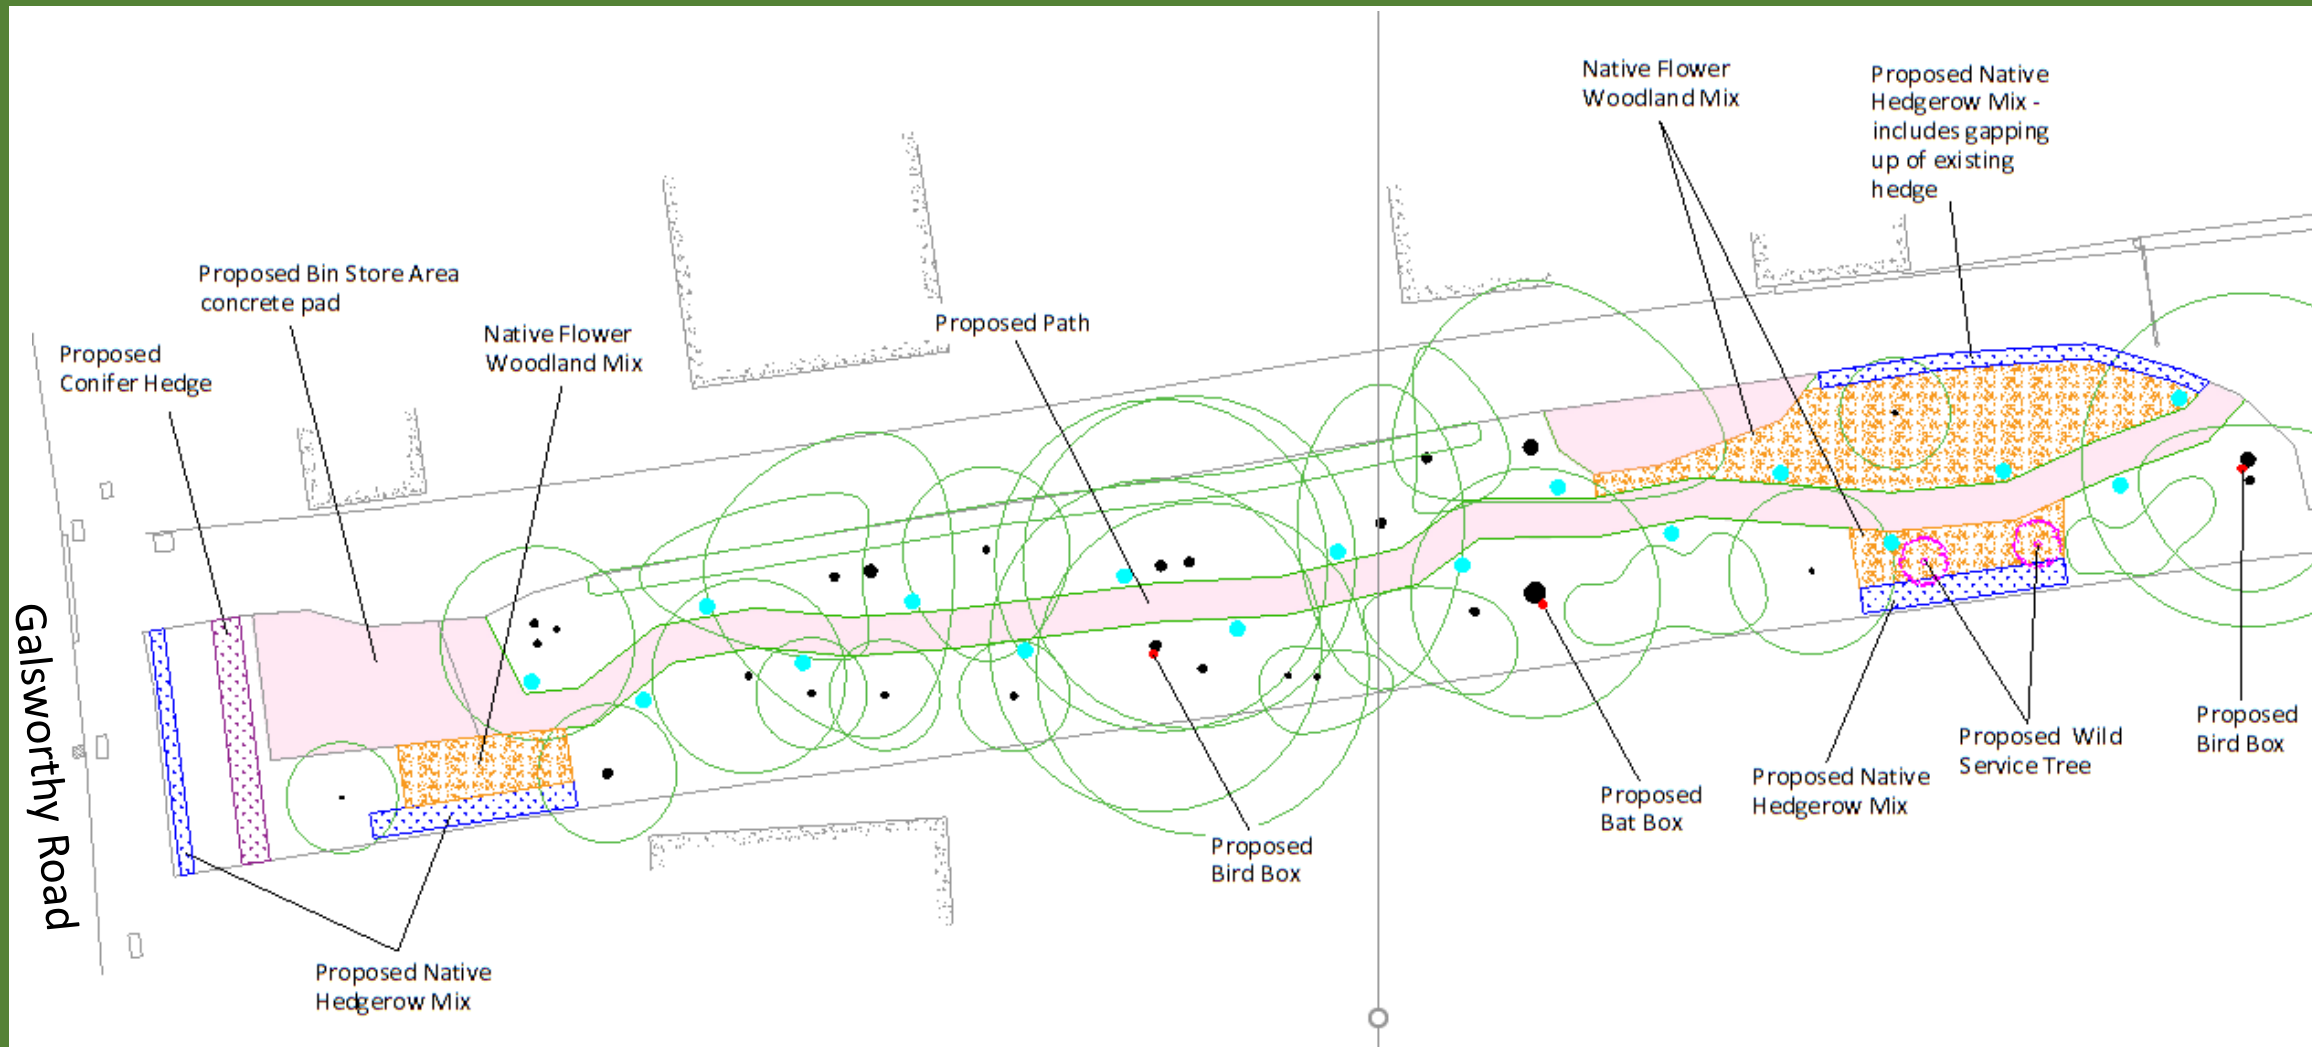 Native Flower
Woodland Mix
Proposed Native
Hedgerow Mix -
includes gapping
up of existing
hedge
Proposed Bin Store Area
concrete pad
Native Flower
Woodland Mix
Proposed Path
Proposed
Conifer Hedge
Galsworthy Road
Proposed
Bird Box
Proposed Wild
Service Tree
Proposed Native
Hedgerow Mix
Proposed
Bat Box
Proposed
Bird Box
Proposed Native
Hedgerow Mix